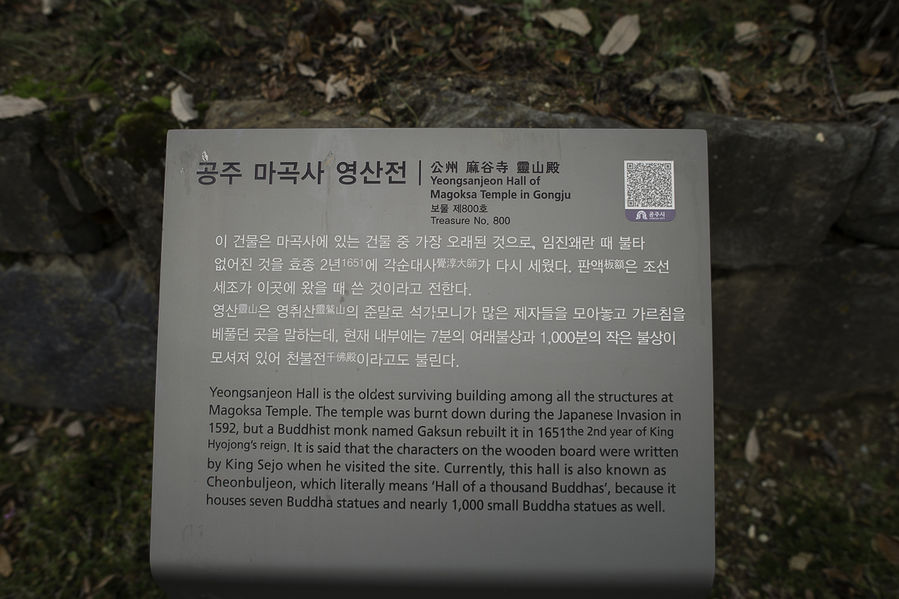 공주 마곡사 영산전
公州 麻谷寺 靈山殿
Yeongsanjeon Hall of
Magoksa Temple in Gongju
보물 제800호
Treasure No. 800
공주시
이 건물은 마곡사에 있는 건물 중 가장 오래된 것으로, 임진왜란 때 불타
없어진 것을 효종 2년1651에 각순대사覺淳大師가 다시 세웠다. 판액板額은 조선
세조가 이곳에 왔을 때 쓴 것이라고 전한다.
영산靈山은 영취산靈鷲山의 준말로 석가모니가 많은 제자들을 모아놓고 가르침을
베풀던 곳을 말하는데, 현재 내부에는 7분의 여래불상과 1,000분의 작은 불상이
모셔져 있어 천불전千佛殿이라고도 불린다.
Yeongsanjeon Hall is the oldest surviving building among all the structures at
Magoksa Temple. The temple was burnt down during the Japanese Invasion in
1592, but a Buddhist monk named Gaksun rebuilt it in 1651the 2nd year of King
Hyojong's reign. It is said that the characters on the wooden board were written
by King Sejo when he visited the site. Currently, this hall is also known as
Cheonbuljeon, which literally means 'Hall of a thousand Buddhas', because it
houses seven Buddha statues and nearly 1,000 small Buddha statues as well.